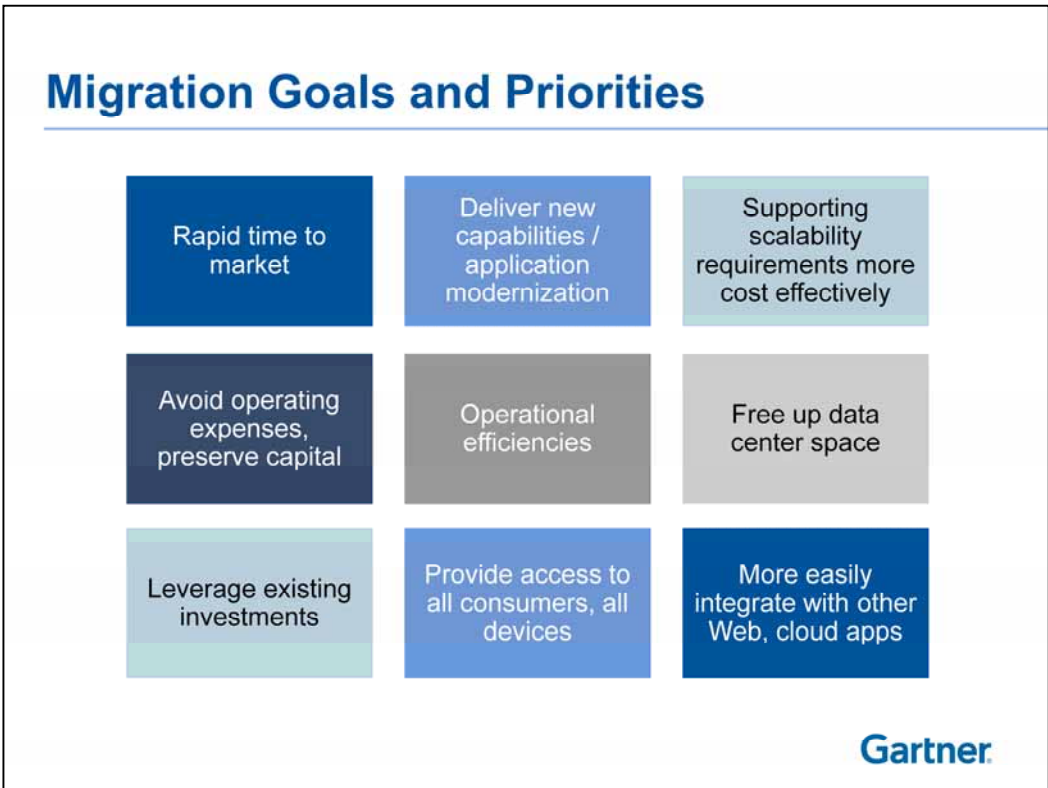 Migration Goals and Priorities
Rapid time to
market
Deliver new
capabilities /
application
modernization
Supporting
scalability
requirements more
cost effectively
Avoid operating
expenses,
preserve capital
Operational
efficiencies
Free up data
center space
Leverage existing
investments
Provide access to
all consumers, all
devices
More easily
integrate with other
Web, cloud apps
Gartner®